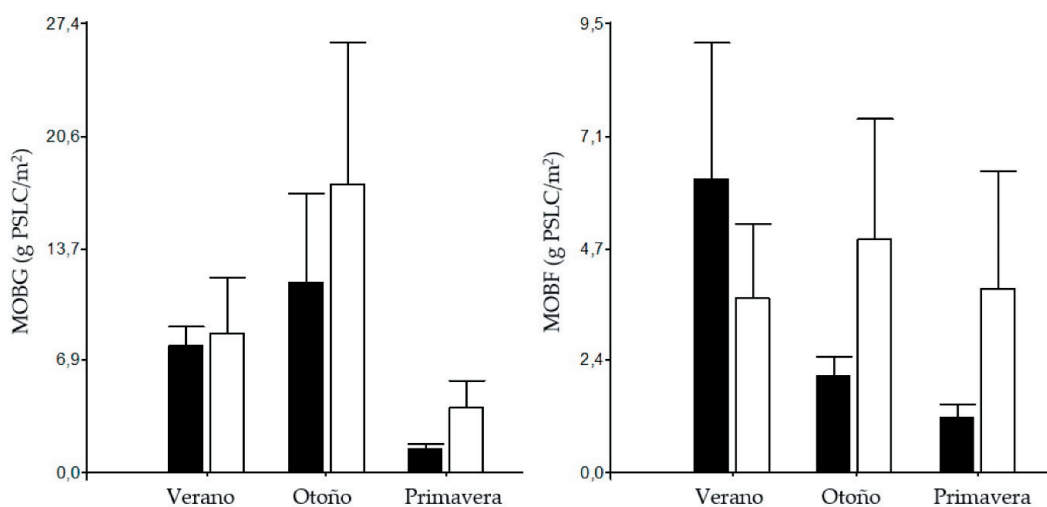 27,4
20,6
13,7
6,9
0,0
MOBG (g PSLC/m²)
Verano Otoño Primavera
9,5
7,1
4,7
2,4
0,0
MOBF (g PSLC/m²)
Verano Otoño Primavera